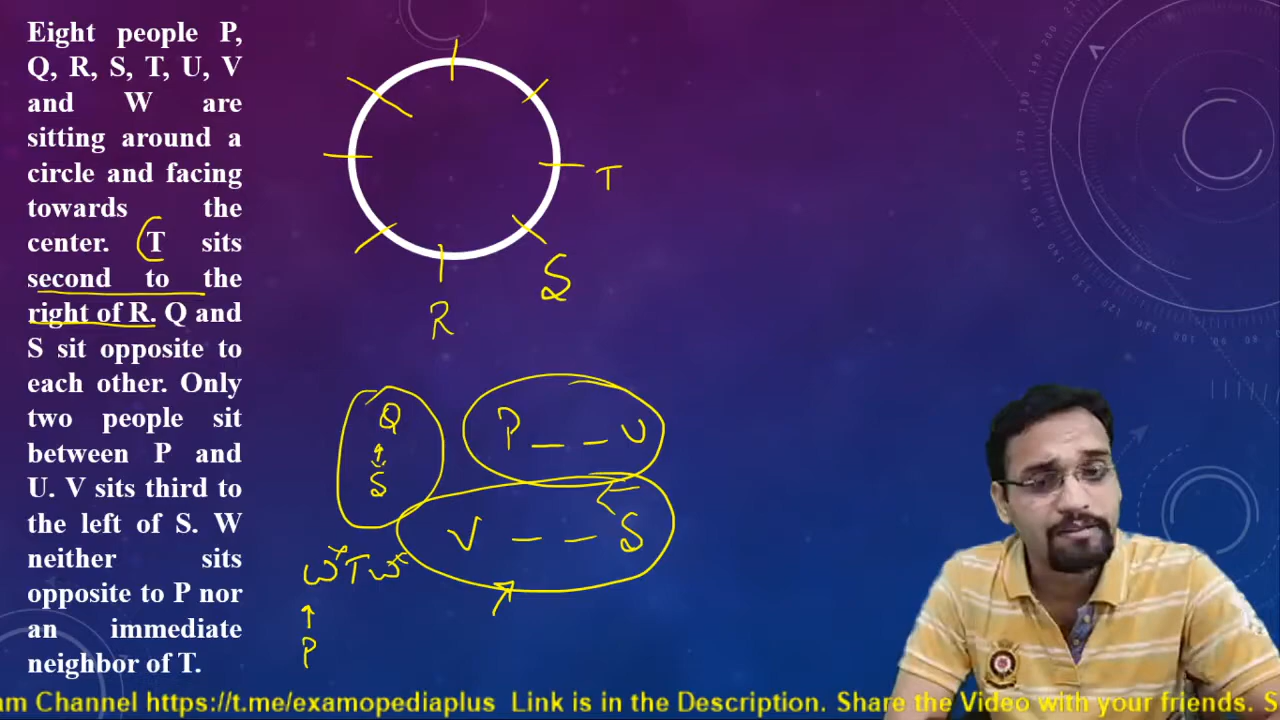 Eight people P,
Q, R, S, T, U, V
and W are
sitting around a
circle and facing
towards the
center. T sits
second to the
right of R. Q and
S sit opposite to
each other. Only
two people sit
between P and
U. V sits third to
the left of S. W
neither sits
opposite to P nor
an immediate
neighbor of T.
T
S
R
Q
S
P _ _ U
V _ _ S
W T W
P
am Channel https://t.me/examopediaplus Link is in the Description. Share the Video with your friends. S